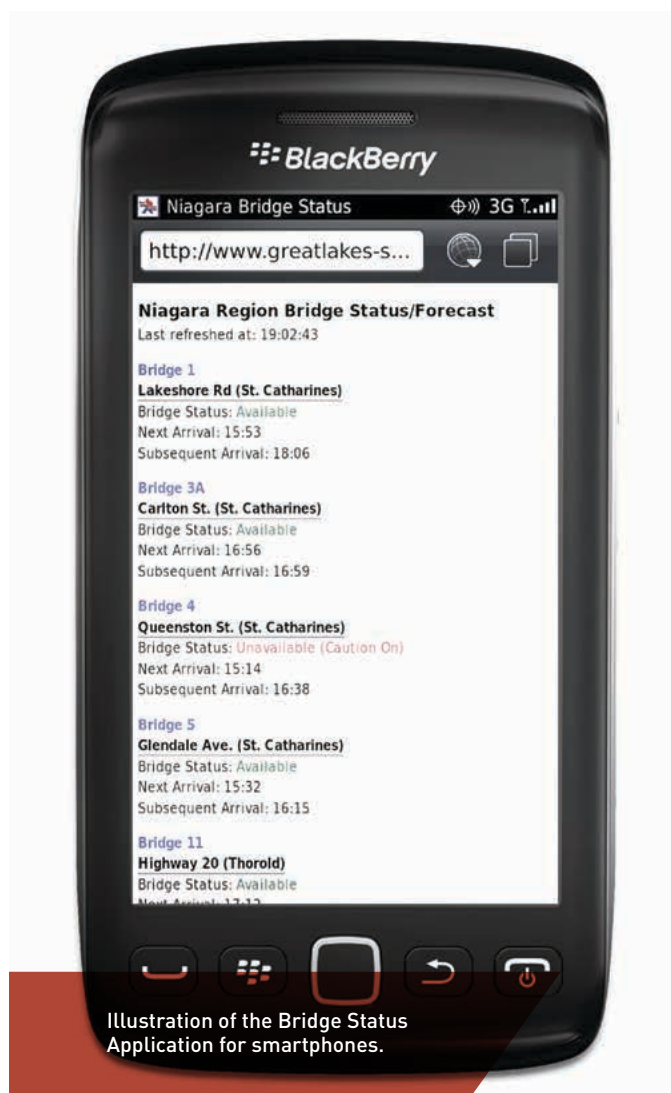 BlackBerry
Niagara Bridge Status 3G
http://www.greatlakes-s...
Niagara Region Bridge Status/Forecast
Last refreshed at: 19:02:43
Bridge 1
Lakeshore Rd (St. Catharines)
Bridge Status: Available
Next Arrival: 15:53
Subsequent Arrival: 18:06
Bridge 3A
Carlton St. (St. Catharines)
Bridge Status: Available
Next Arrival: 16:56
Subsequent Arrival: 16:59
Bridge 4
Queenston St. (St. Catharines)
Bridge Status: Unavailable (Caution On)
Next Arrival: 15:14
Subsequent Arrival: 16:38
Bridge 5
Glendale Ave. (St. Catharines)
Bridge Status: Available
Next Arrival: 15:32
Subsequent Arrival: 16:15
Bridge 11
Highway 20 (Thorold)
Bridge Status: Available
Next Arrival: 17:12
Illustration of the Bridge Status
Application for smartphones.